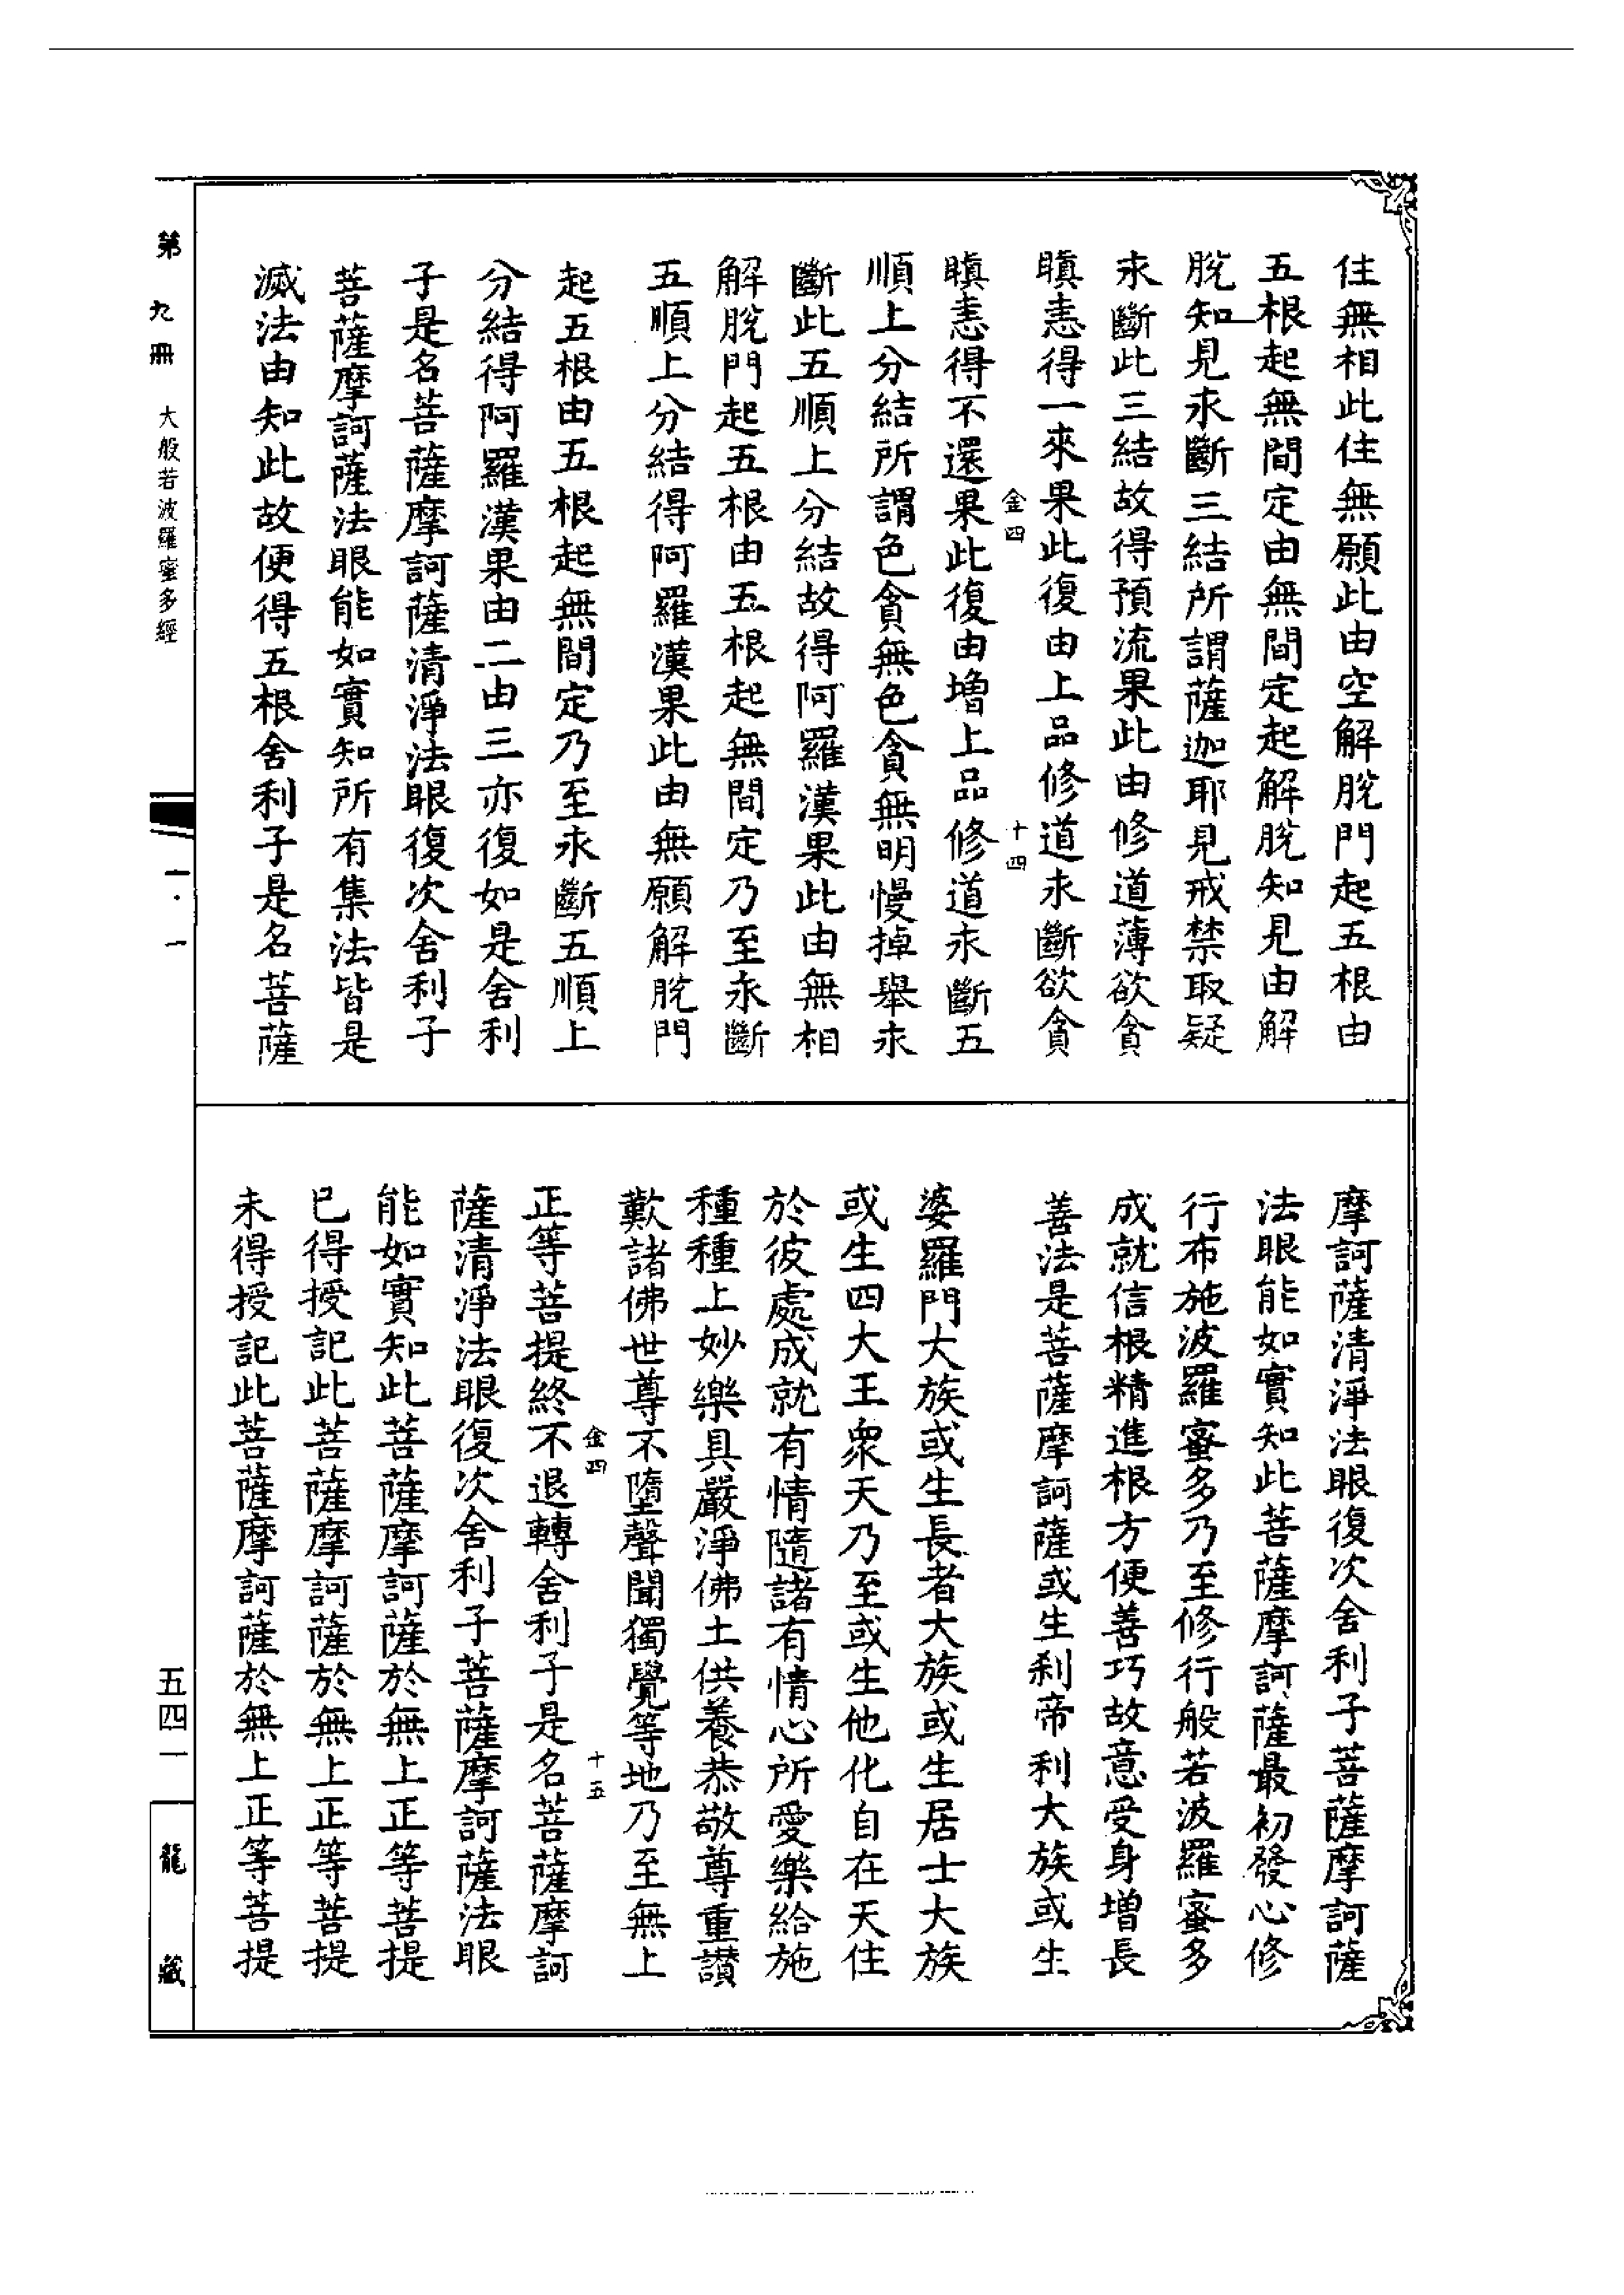 住無相此住無願此由空解脫門起五根由
五根起無間定由無間定起解脫知見由解
脫知見永斷三結所謂薩迦耶見戒禁取疑
永斷此三結故得預流果此由修道薄欲貪
瞋恚得一來果此復由上品修道永斷欲貪
金四
十四
瞋恚得不還果此復由增上品修道永斷五
順上分結所謂色貪無色貪無明慢掉舉永
斷此五順上分結故得阿羅漢果此由無相
解脫門起五根由五根起無間定乃至永斷
五順上分結得阿羅漢果此由無願解脫門
起五根由五根起無間定乃至永斷五順上
分結得阿羅漢果由二由三亦復如是舍利
子是名菩薩摩訶薩清淨法眼復次舍利子
菩薩摩訶薩法眼能如實知所有集法皆是
滅法由知此故便得五根舍利子是名菩薩
摩訶薩清淨法眼復次舍利子菩薩摩訶薩
法眼能如實知此菩薩摩訶薩最初發心修
行布施波羅蜜多乃至修行般若波羅蜜多
成就信根精進根方便善巧故意受身增長
善法是菩薩摩訶薩或生剎帝利大族或生
婆羅門大族或生長者大族或生居士大族
或生四大王眾天乃至或生他化自在天住
於彼處成就有情隨諸有情心所愛樂給施
種種上妙樂具嚴淨佛土供養恭敬尊重讚
歎諸佛世尊不墮聲聞獨覺等地乃至無上
金四
十五
正等菩提終不退轉舍利子是名菩薩摩訶
薩清淨法眼復次舍利子菩薩摩訶薩法眼
能如實知此菩薩摩訶薩於無上正等菩提
已得授記此菩薩摩訶薩於無上正等菩提
未得授記此菩薩摩訶薩於無上正等菩提
第九冊
大般若波羅蜜多經
一·一
五四一
龍藏